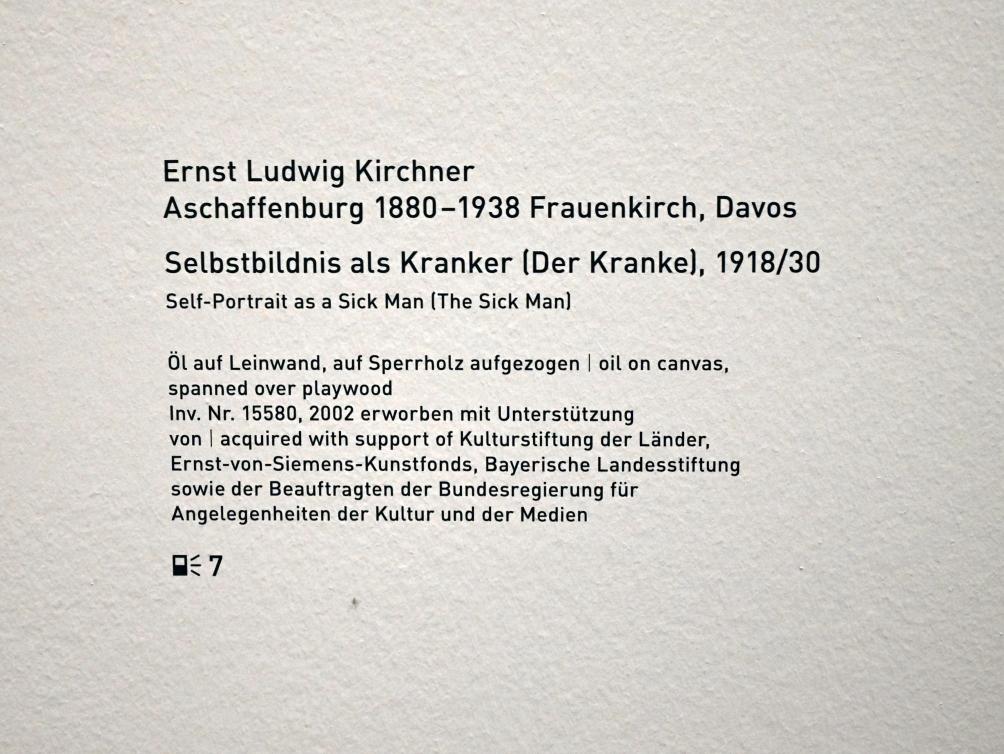 Ernst Ludwig Kirchner
Aschaffenburg 1880–1938 Frauenkirch, Davos
Selbstbildnis als Kranker (Der Kranke), 1918/30
Self-Portrait as a Sick Man (The Sick Man)
Öl auf Leinwand, auf Sperrholz aufgezogen | oil on canvas,
spanned over playwood
Inv. Nr. 15580, 2002 erworben mit Unterstützung
von | acquired with support of Kulturstiftung der Länder,
Ernst-von-Siemens-Kunstfonds, Bayerische Landesstiftung
sowie der Beauftragten der Bundesregierung für
Angelegenheiten der Kultur und der Medien
7